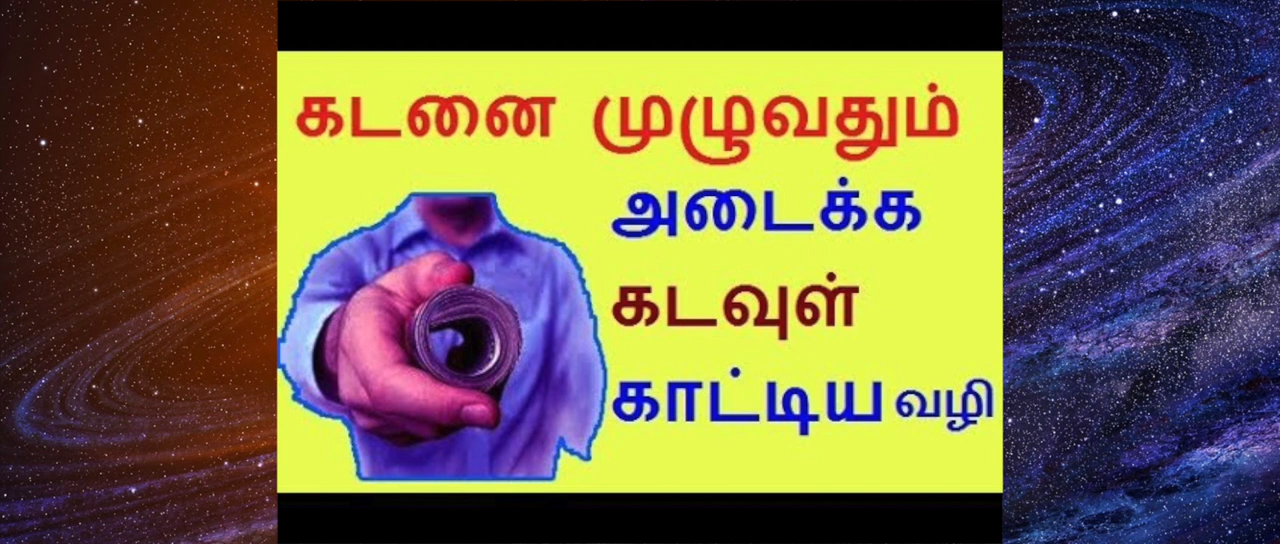 கடனை முழுவதும்
அடைக்க
கடவுள்
காட்டிய வழி